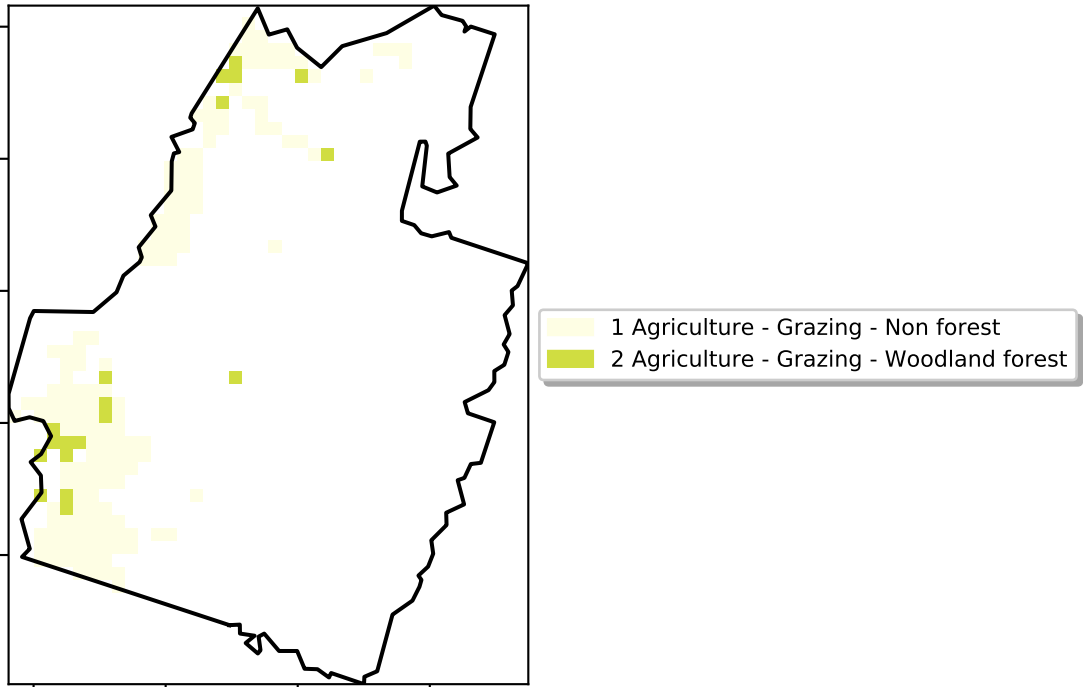 1 Agriculture - Grazing - Non forest
2 Agriculture - Grazing - Woodland forest